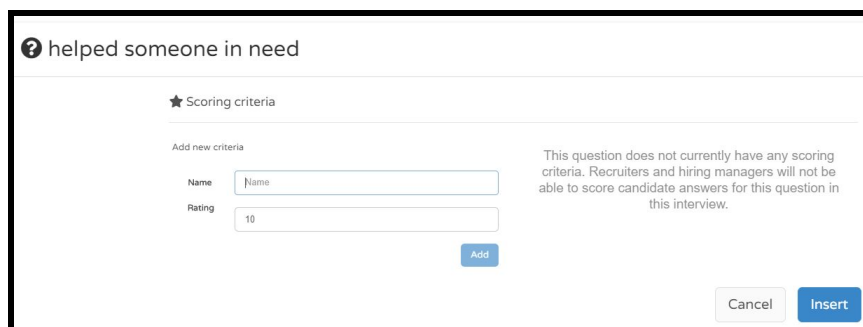 helped someone in need
Scoring criteria
Add new criteria
Name
Name
Rating
10
Add
This question does not currently have any scoring
criteria. Recruiters and hiring managers will not be
able to score candidate answers for this question in
this interview.
Cancel
Insert